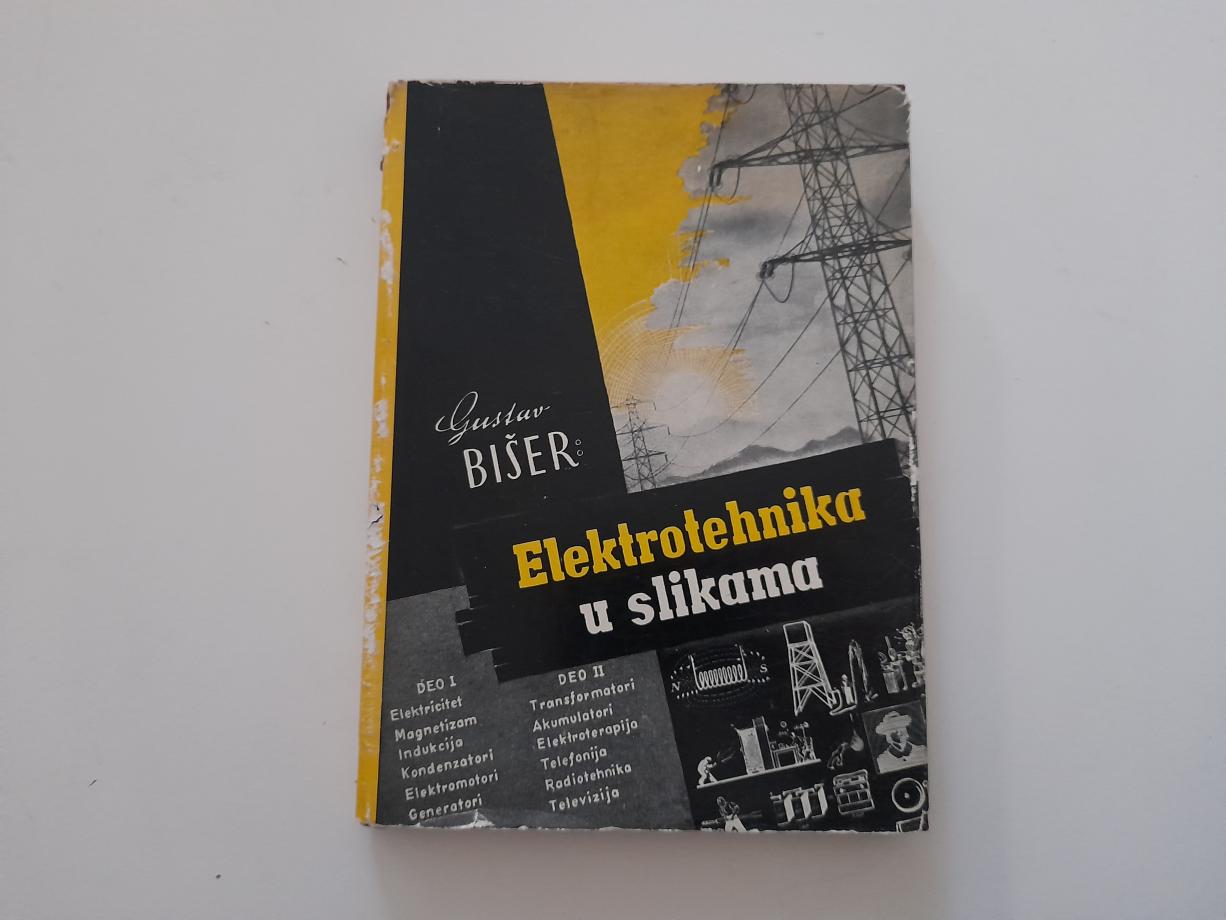 Gustav
BIŠER:
Elektrotehnika
u slikama
DEO I
Elektricitet
Magnetizam
Indukcija
Kondenzatori
Elektromotori
Generatori
DEO II
Transformatori
Akumulatori
Elektroterapija
Telefonija
Radiotehnika
Televizija
N S